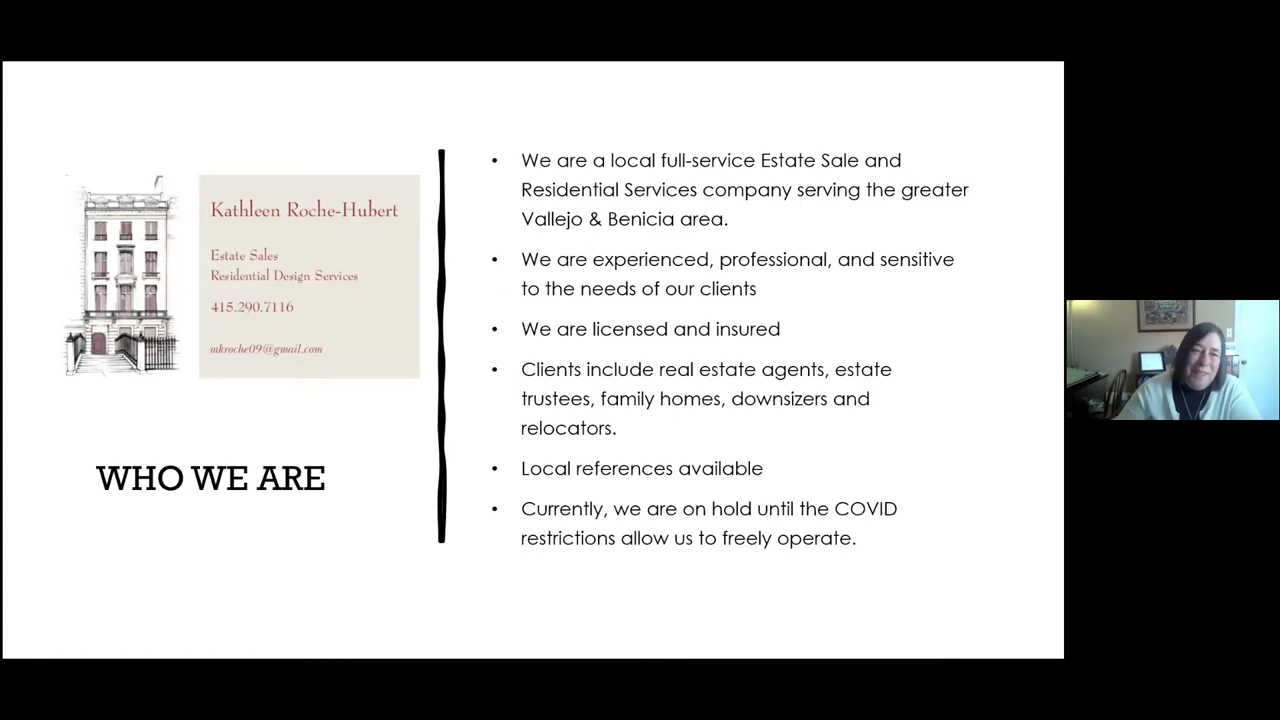 Kathleen Roche-Hubert
Estate Sales
Residential Design Services
415.290.7116
mkroche09@gmail.com
WHO WE ARE
• We are a local full-service Estate Sale and
Residential Services company serving the greater
Vallejo & Benicia area.
• We are experienced, professional, and sensitive
to the needs of our clients
• We are licensed and insured
• Clients include real estate agents, estate
trustees, family homes, downsizers and
relocators.
• Local references available
• Currently, we are on hold until the COVID
restrictions allow us to freely operate.